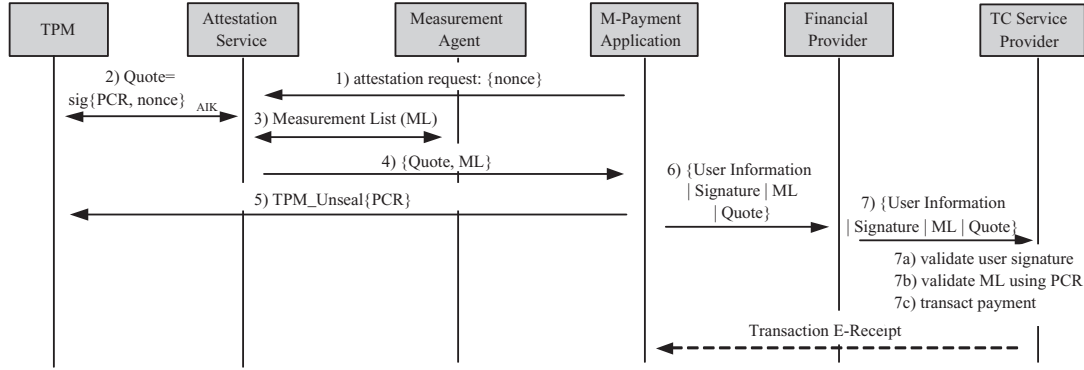 TPM
Attestation
Service
Measurement
Agent
M-Payment
Application
Financial
Provider
TC Service
Provider
1) attestation request: {nonce}
2) Quote=
sig{PCR, nonce} AIK
3) Measurement List (ML)
4) {Quote, ML}
5) TPM_Unseal{PCR}
6) {User Information
| Signature | ML
| Quote}
7) {User Information
| Signature | ML | Quote}
7a) validate user signature
7b) validate ML using PCR
7c) transact payment
Transaction E-Receipt